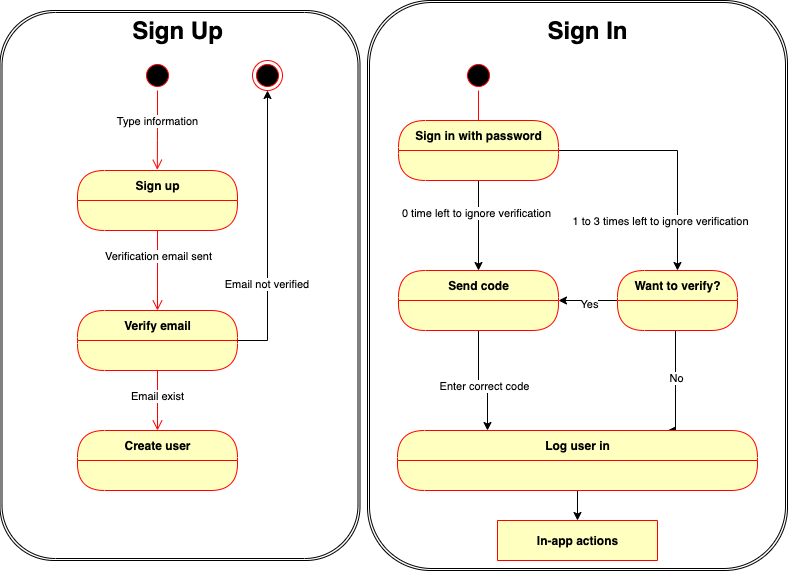 Sign Up
Type information
Sign up
Verification email sent
Email not verified
Verify email
Email exist
Create user
Sign In
Sign in with password
0 time left to ignore verification
1 to 3 times left to ignore verification
Send code
Want to verify?
Yes
Enter correct code
No
Log user in
In-app actions